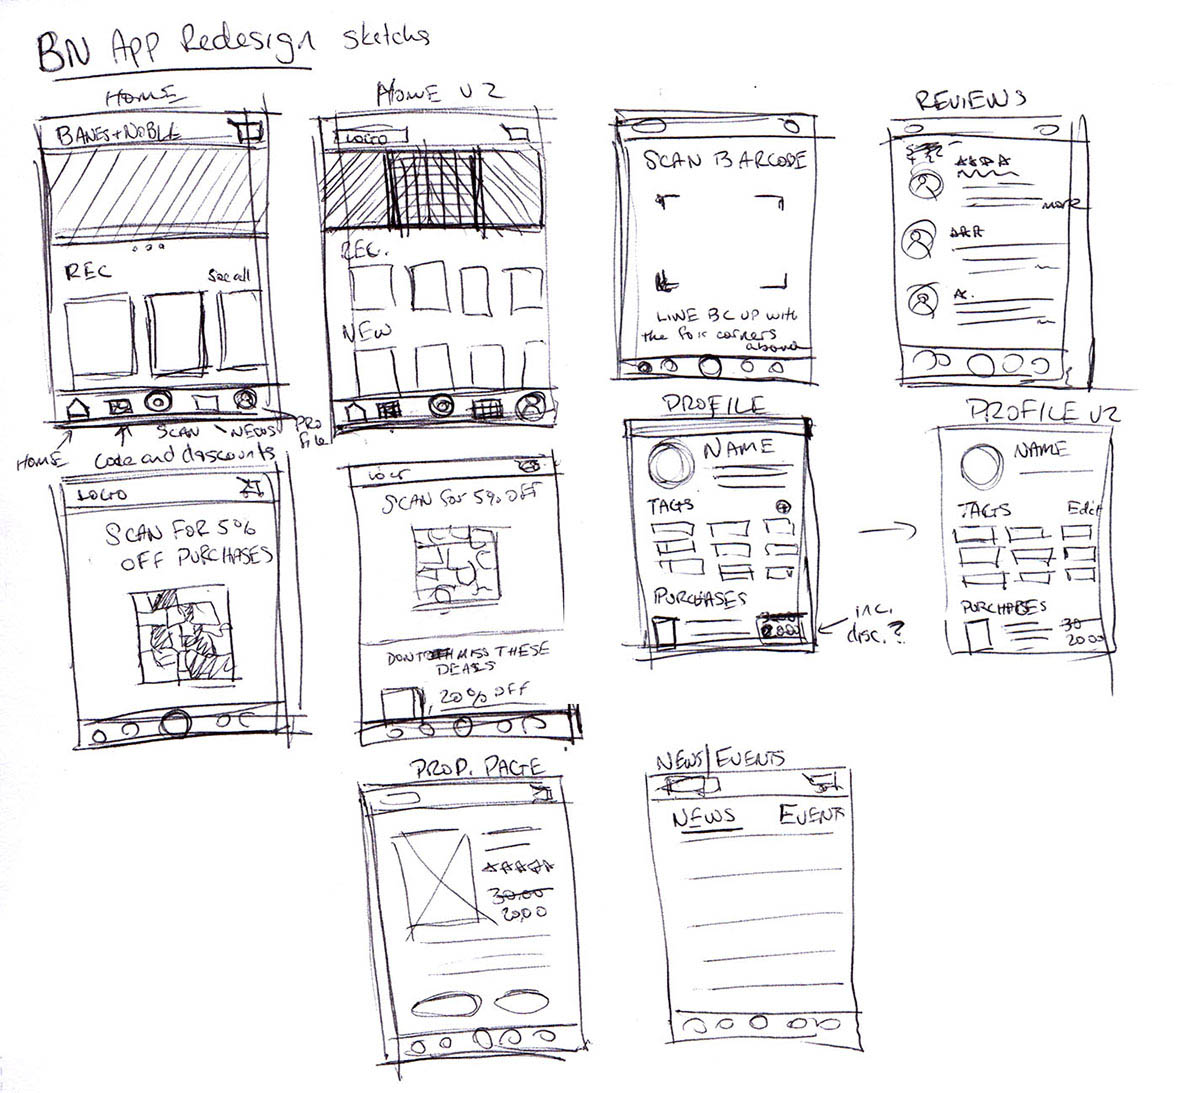 BN App Redesign sketchs
HOME
BANES+NOBLE
REC
See all
HOME
code and discounts
SCAN
NEWS
PRO
file
HOME V2
LOGO
REC.
NEW
SCAN BARCODE
LINE BC UP with
the for corners
above
REVIEWS
more
LOGO
SCAN FOR 5%
OFF PURCHASES
LOGO
SCAN FOR 5% OFF
DONT MISS THESE
DEALS
20% OFF
PROFILE
NAME
TAGS
PURCHASES
30.00
20.00
inc.
disc.?
PROFILE V2
NAME
TAGS Edit
PURCHASES
30
20.00
PROD. PAGE
30.00
20.00
NEWS/EVENTS
NEWS EVENTS